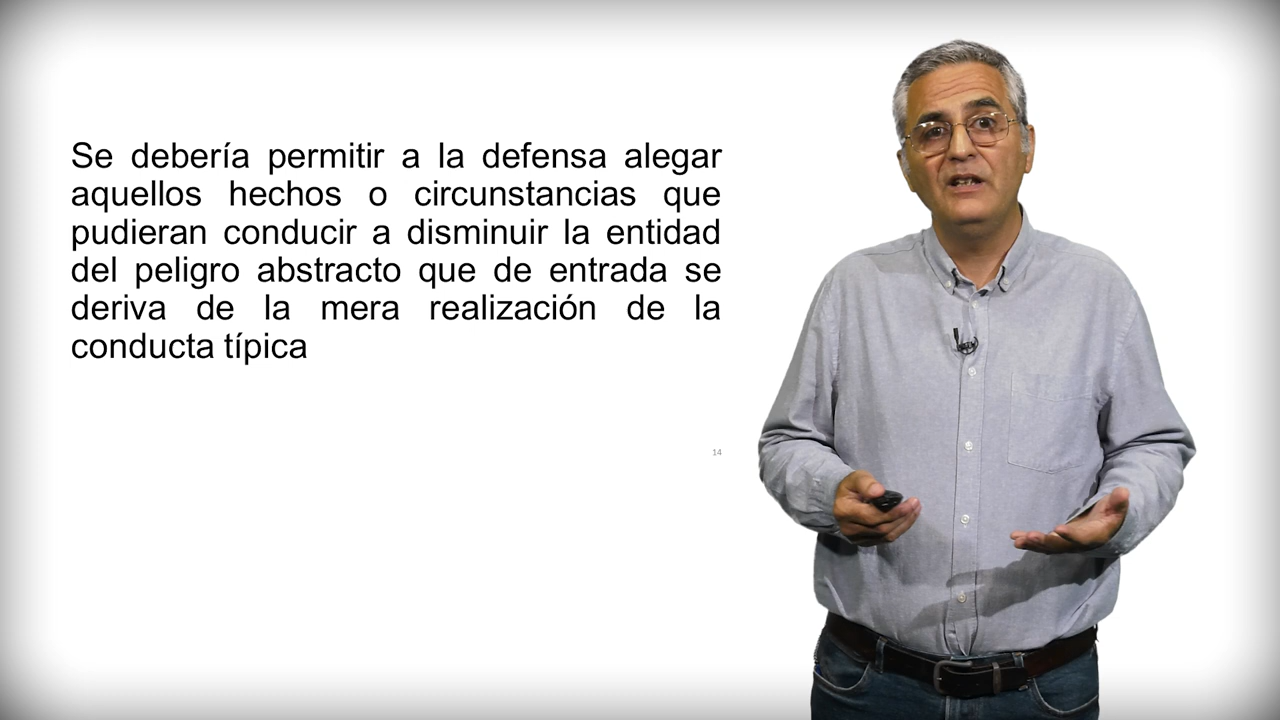 Se debería permitir a la defensa alegar
aquellos hechos o circunstancias que
pudieran conducir a disminuir la entidad
del peligro abstracto que de entrada se
deriva de la mera realización de la
conducta típica
14